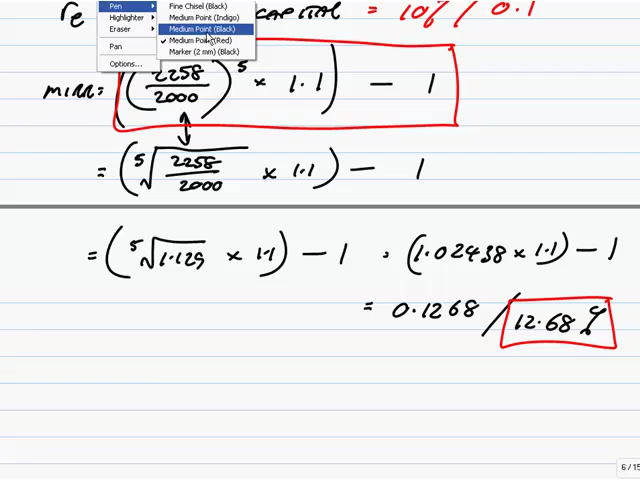 Pen
Highlighter
Eraser
Pan
Options...
Fine Chisel (Black)
Medium Point (Indigo)
Medium Point (Black)
Medium Point (Red)
Marker (2 mm) (Black)
re CAPITAL = 10% / 0.1
MIRR: ((2258/2000)^5 × 1.1) − 1
= (5√2258/2000 × 1.1) − 1
= (5√1.129 × 1.1) − 1 = (1.02438 × 1.1) − 1
= 0.1268 / 12.68%
6 / 15